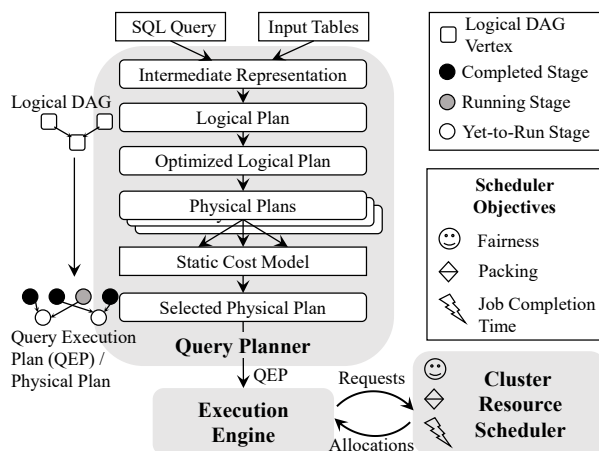 SQL Query
Input Tables
Intermediate Representation
Logical Plan
Optimized Logical Plan
Physical Plans
Static Cost Model
Selected Physical Plan
Query Planner
Logical DAG
Query Execution
Plan (QEP) /
Physical Plan
QEP
Execution
Engine
Requests
Allocations
Cluster
Resource
Scheduler
Logical DAG
Vertex
Completed Stage
Running Stage
Yet-to-Run Stage
Scheduler
Objectives
Fairness
Packing
Job Completion
Time